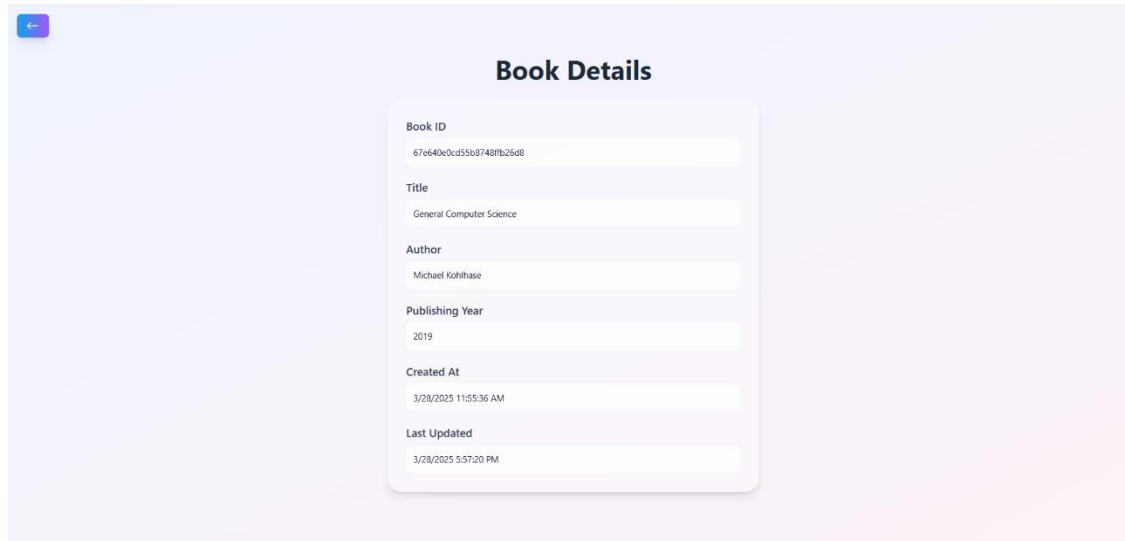 Book Details
Book ID
67e640e0cd55b8748ffb26d8
Title
General Computer Science
Author
Michael Kohlhase
Publishing Year
2019
Created At
3/28/2025 11:55:36 AM
Last Updated
3/28/2025 5:57:20 PM